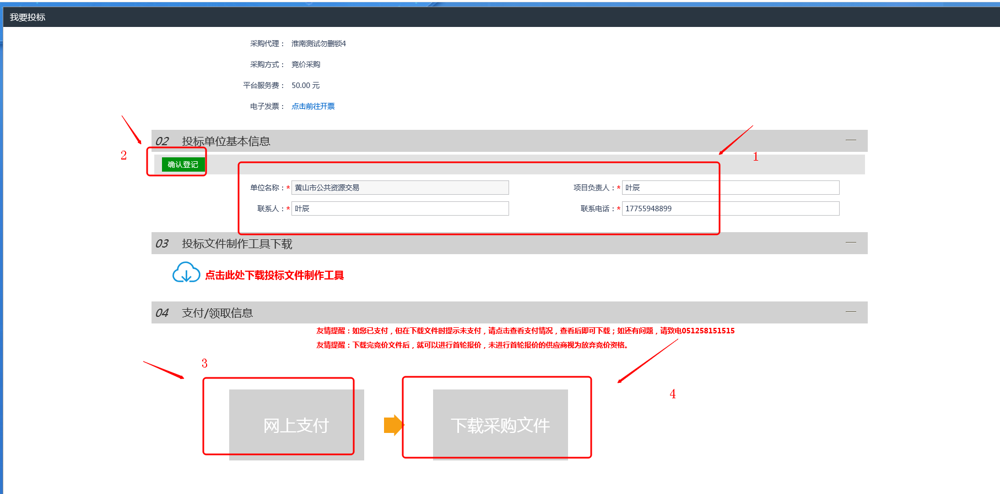 我要投标
采购代理： 淮南测试勿删锁4
采购方式： 竞价采购
平台服务费： 50.00 元
电子发票： 点击前往开票
02 投标单位基本信息 —
2
1
确认登记
单位名称：* 黄山市公共资源交易 项目负责人：* 叶辰
联系人：* 叶辰 联系电话：* 17755948899
03 投标文件制作工具下载 —
点击此处下载投标文件制作工具
04 支付/领取信息 —
友情提醒：如您已支付，但在下载文件时提示未支付，请点击查看支付情况，查看后即可下载；如还有问题，请致电051258151515
友情提醒：下载完竞价文件后，就可以进行首轮报价，未进行首轮报价的供应商视为放弃竞价资格。
3
4
网上支付 下载采购文件